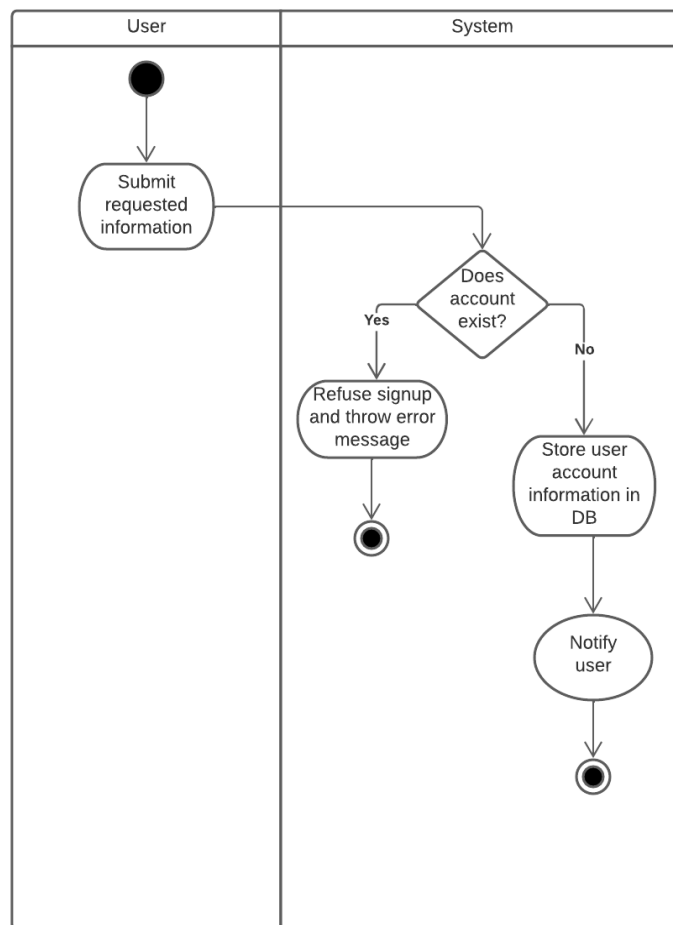 User
System
Submit
requested
information
Does
account
exist?
Yes
No
Refuse signup
and throw error
message
Store user
account
information in
DB
Notify
user